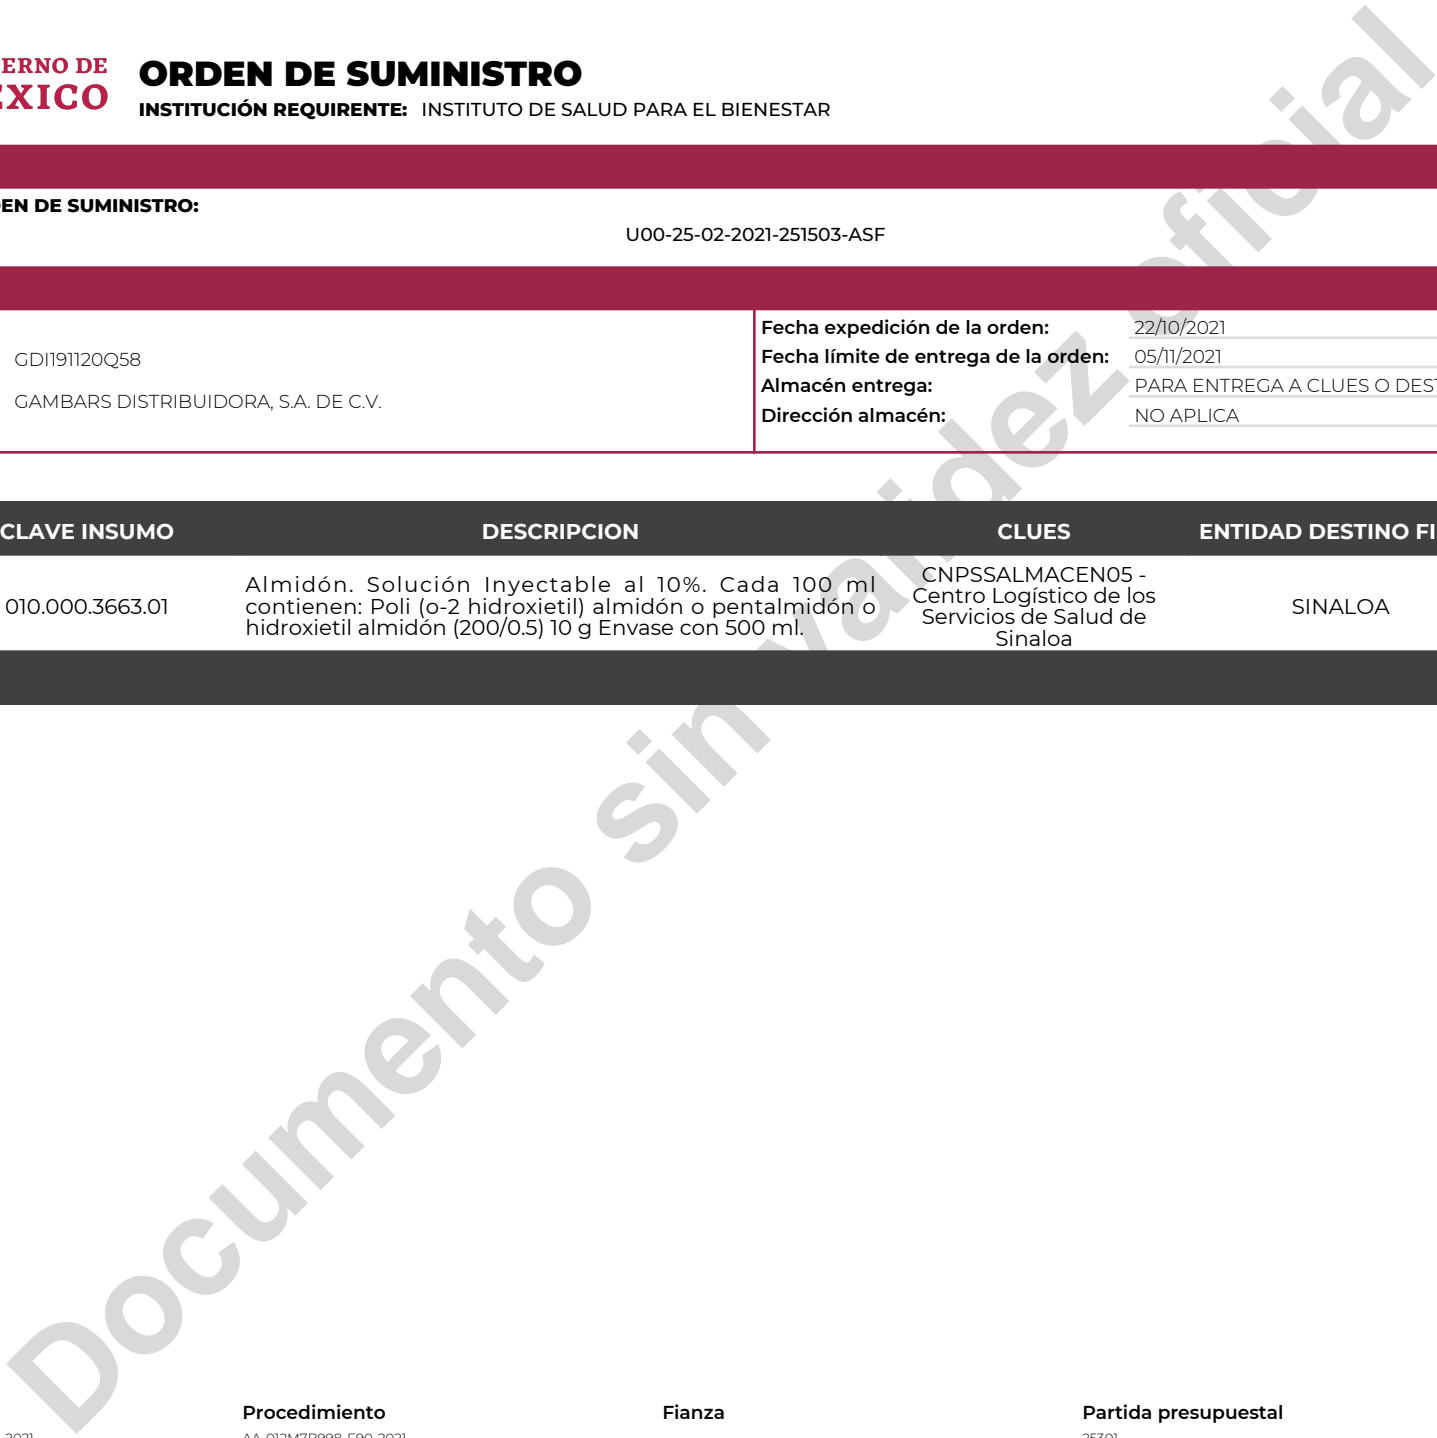 ERNO DE
ÉXICO
ORDEN DE SUMINISTRO
INSTITUCIÓN REQUIRENTE: INSTITUTO DE SALUD PARA EL BIENESTAR
EN DE SUMINISTRO:
U00-25-02-2021-251503-ASF
GDI191120Q58
GAMBARS DISTRIBUIDORA, S.A. DE C.V.
Fecha expedición de la orden: 22/10/2021
Fecha límite de entrega de la orden: 05/11/2021
Almacén entrega: PARA ENTREGA A CLUES O DEST
Dirección almacén: NO APLICA
CLAVE INSUMO DESCRIPCION CLUES ENTIDAD DESTINO FI
010.000.3663.01
Almidón. Solución Inyectable al 10%. Cada 100 ml
contienen: Poli (o-2 hidroxietil) almidón o pentalmidón o
hidroxietil almidón (200/0.5) 10 g Envase con 500 ml.
CNPSSALMACEN05 -
Centro Logístico de los
Servicios de Salud de
Sinaloa
SINALOA
Documento sin validez oficial
Procedimiento Fianza Partida presupuestal